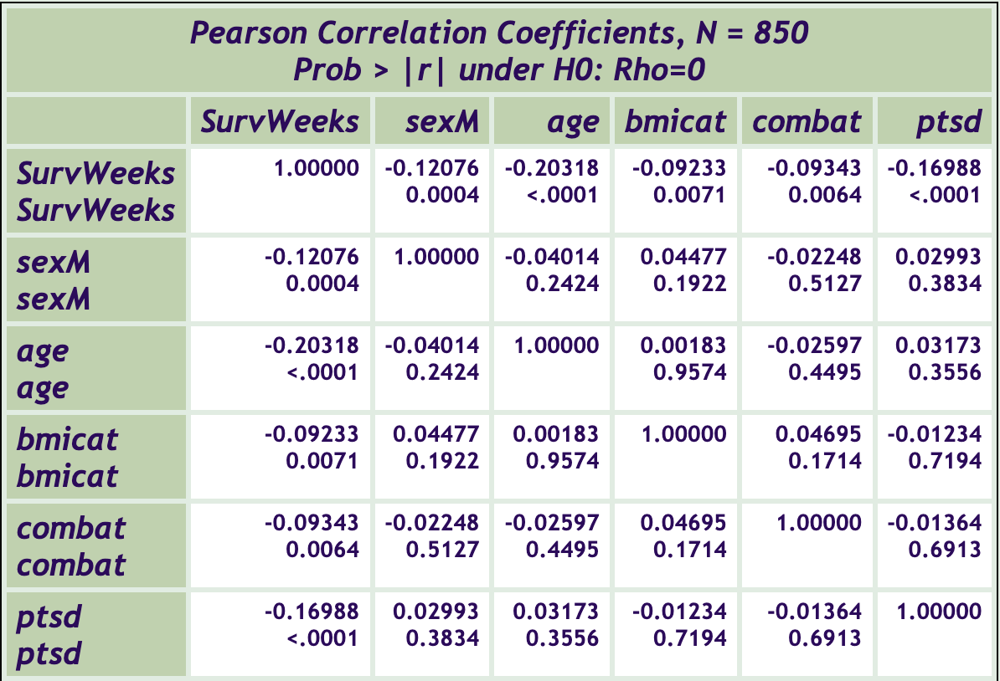 Pearson Correlation Coefficients, N = 850
Prob > |r| under H0: Rho=0
SurvWeeks sexM age bmicat combat ptsd
SurvWeeks 1.00000 -0.12076 -0.20318 -0.09233 -0.09343 -0.16988
SurvWeeks 0.0004 <.0001 0.0071 0.0064 <.0001
sexM -0.12076 1.00000 -0.04014 0.04477 -0.02248 0.02993
sexM 0.0004 0.2424 0.1922 0.5127 0.3834
age -0.20318 -0.04014 1.00000 0.00183 -0.02597 0.03173
age <.0001 0.2424 0.9574 0.4495 0.3556
bmicat -0.09233 0.04477 0.00183 1.00000 0.04695 -0.01234
bmicat 0.0071 0.1922 0.9574 0.1714 0.7194
combat -0.09343 -0.02248 -0.02597 0.04695 1.00000 -0.01364
combat 0.0064 0.5127 0.4495 0.1714 0.6913
ptsd -0.16988 0.02993 0.03173 -0.01234 -0.01364 1.00000
ptsd <.0001 0.3834 0.3556 0.7194 0.6913